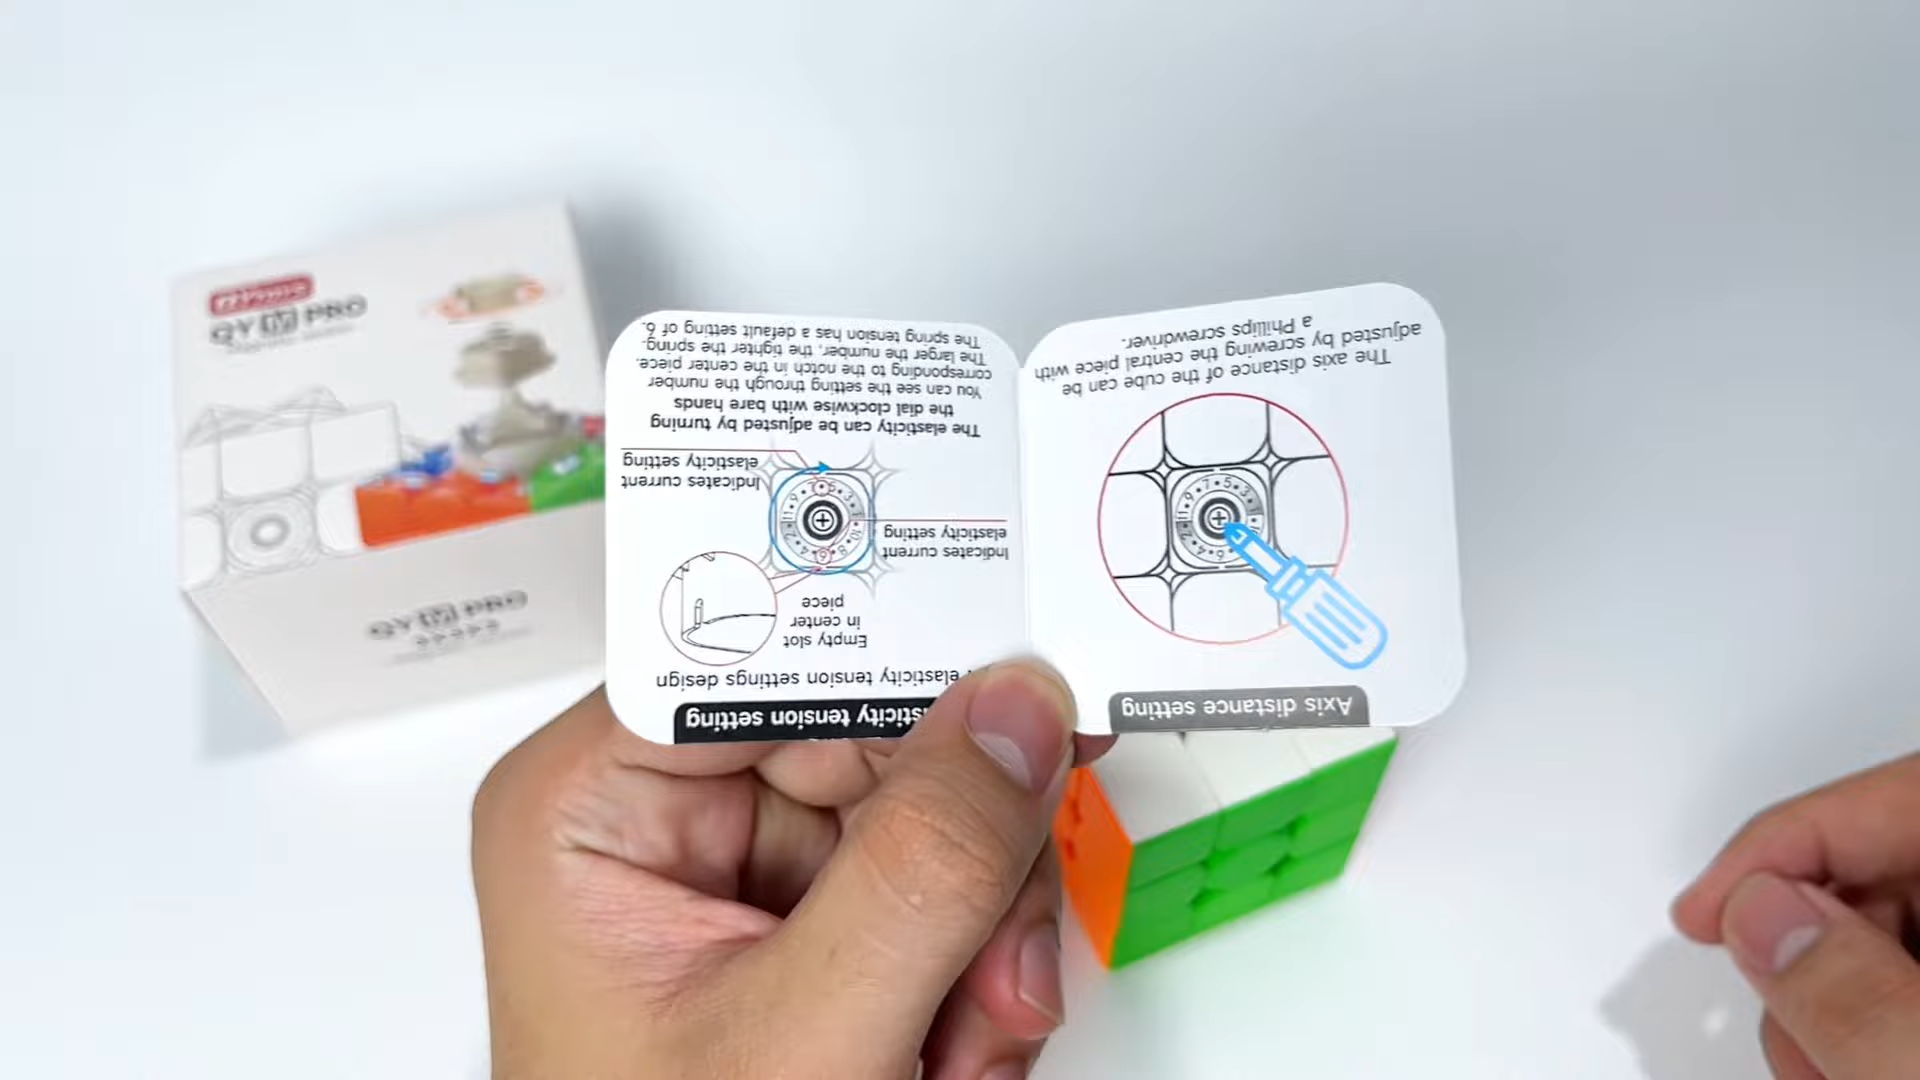 Axis distance setting
The axis distance of the cube can be
adjusted by screwing the central piece with
a Phillips screwdriver.
elasticity tension setting
elasticity tension settings design
Empty slot
in center
piece
Indicates current
elasticity setting
Indicates current
elasticity setting
The elasticity can be adjusted by turning
the dial clockwise with bare hands
You can see the setting through the number
corresponding to the notch in the center piece.
The larger the number, the tighter the spring.
The spring tension has a default setting of 6.
QY PRO
QY PRO